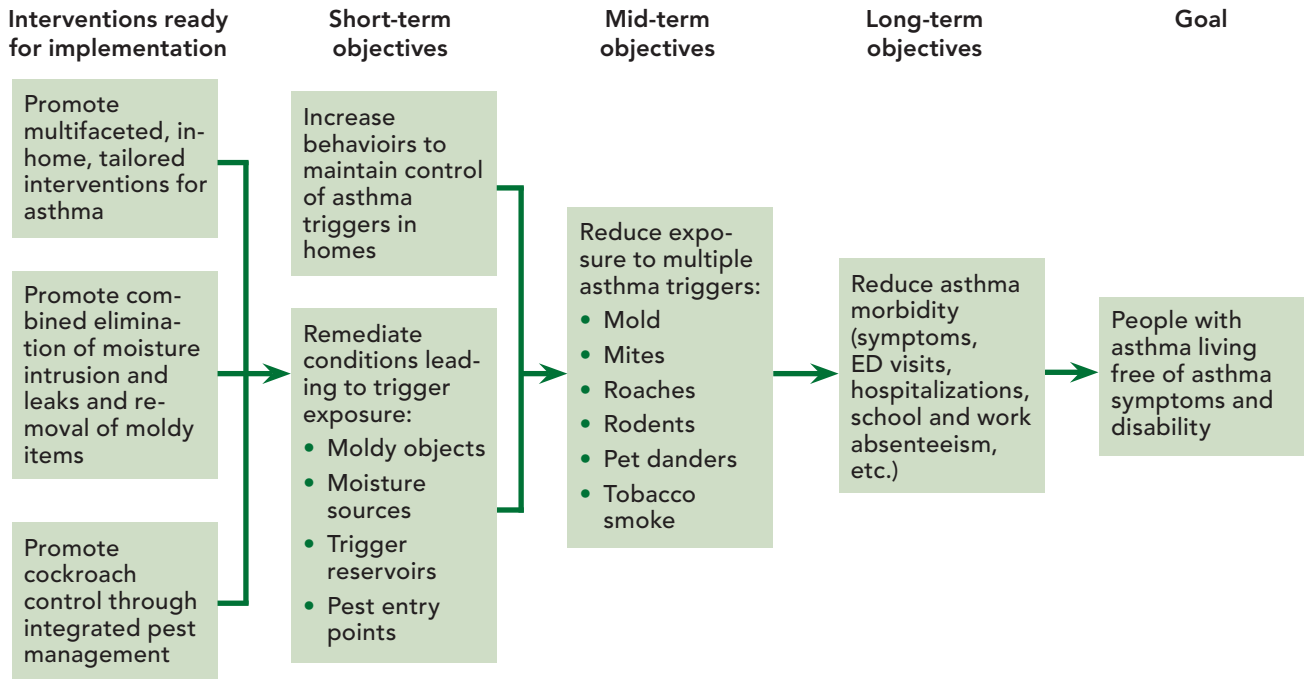 Interventions ready
for implementation
Short-term
objectives
Mid-term
objectives
Long-term
objectives
Goal
Promote
multifaceted, in-
home, tailored
interventions for
asthma
Promote com-
bined elimina-
tion of moisture
intrusion and
leaks and re-
moval of moldy
items
Promote
cockroach
control through
integrated pest
management
Increase
behavioirs to
maintain control
of asthma
triggers in
homes
Remediate
conditions lead-
ing to trigger
exposure:
• Moldy objects
• Moisture
sources
• Trigger
reservoirs
• Pest entry
points
Reduce expo-
sure to multiple
asthma triggers:
• Mold
• Mites
• Roaches
• Rodents
• Pet danders
• Tobacco
smoke
Reduce asthma
morbidity
(symptoms,
ED visits,
hospitalizations,
school and work
absenteeism,
etc.)
People with
asthma living
free of asthma
symptoms and
disability